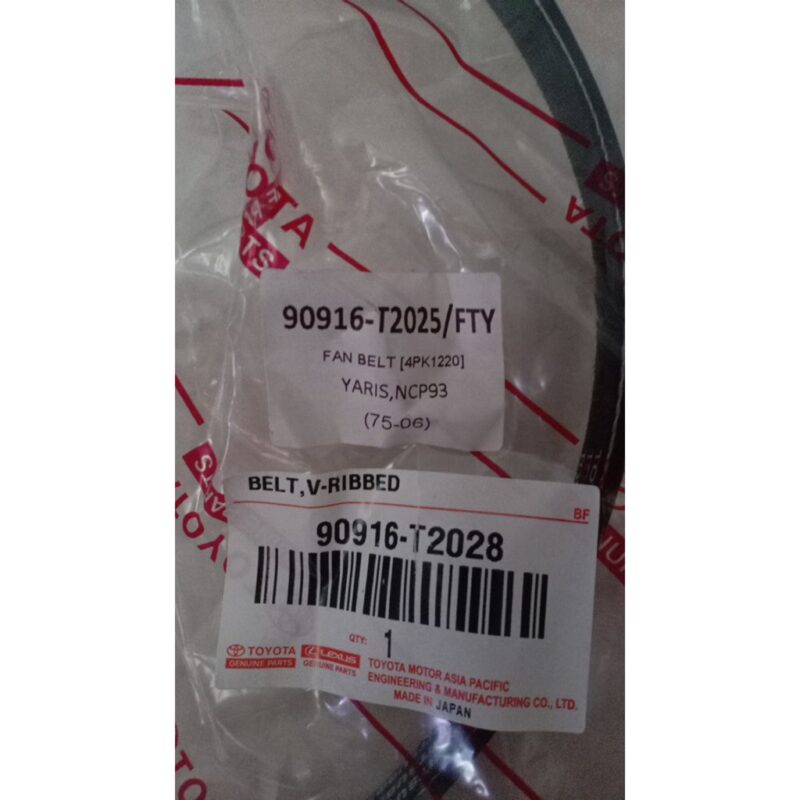 90916-T2025/FTY
FAN BELT [4PK1220]
YARIS,NCP93
(75-06)
BELT,V-RIBBED
BF
90916-T2028
QTY: 1
TOYOTA
GENUINE PARTS
LEXUS
GENUINE PARTS
TOYOTA MOTOR ASIA PACIFIC
ENGINEERING & MANUFACTURING CO., LTD.
MADE IN JAPAN